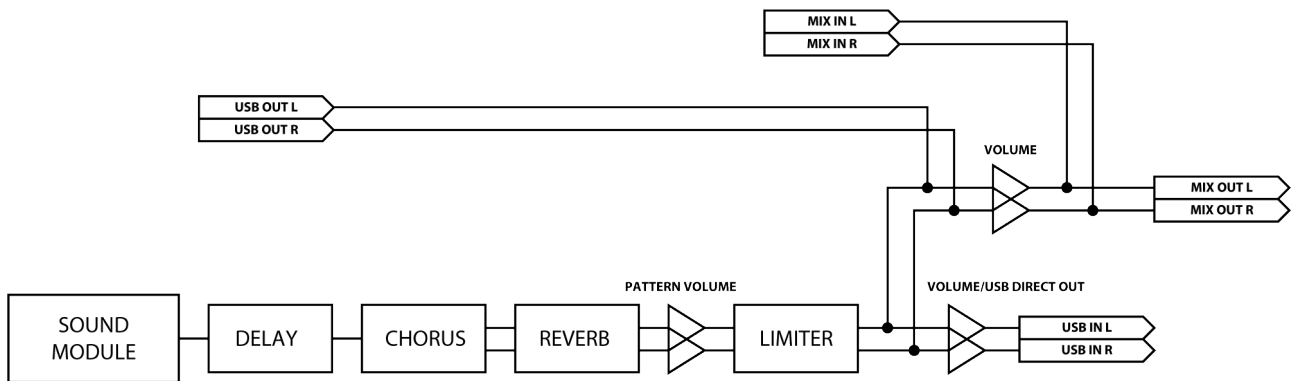 MIX IN L
MIX IN R
USB OUT L
USB OUT R
VOLUME
MIX OUT L
MIX OUT R
PATTERN VOLUME
VOLUME/USB DIRECT OUT
SOUND
MODULE
DELAY
CHORUS
REVERB
LIMITER
USB IN L
USB IN R